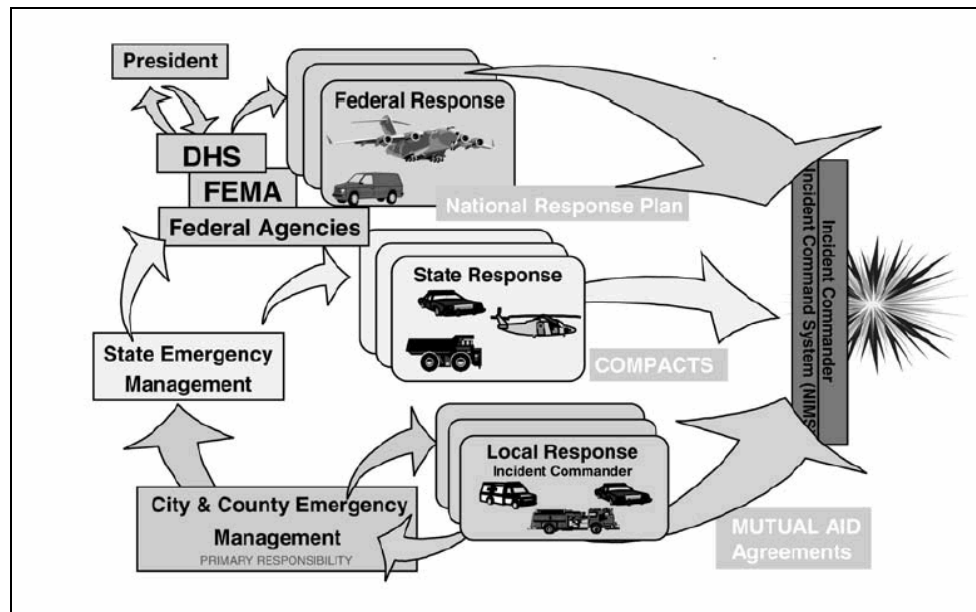 President
DHS
FEMA
Federal Agencies
Federal Response
National Response Plan
State Response
COMPACTS
State Emergency
Management
Local Response
Incident Commander
City & County Emergency
Management
PRIMARY RESPONSIBILITY
MUTUAL AID
Agreements
Incident Commander
Incident Command System (NIMS